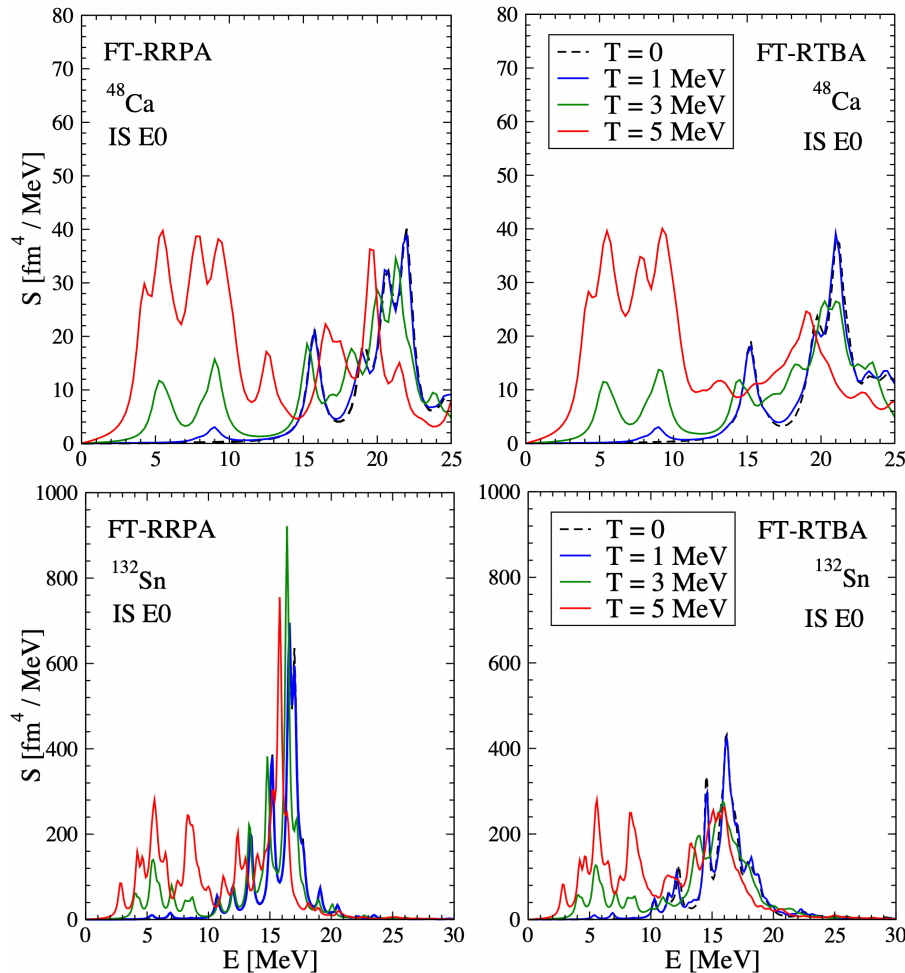 80
70
60
50
40
30
20
10
0
S [fm⁴ / MeV]
FT-RRPA
⁴⁸Ca
IS E0
0 5 10 15 20 25
80
70
60
50
40
30
20
10
0
T = 0
T = 1 MeV
T = 3 MeV
T = 5 MeV
FT-RTBA
⁴⁸Ca
IS E0
0 5 10 15 20 25
1000
800
600
400
200
0
S [fm⁴ / MeV]
FT-RRPA
¹³²Sn
IS E0
0 5 10 15 20 25 30
E [MeV]
1000
800
600
400
200
0
T = 0
T = 1 MeV
T = 3 MeV
T = 5 MeV
FT-RTBA
¹³²Sn
IS E0
0 5 10 15 20 25 30
E [MeV]